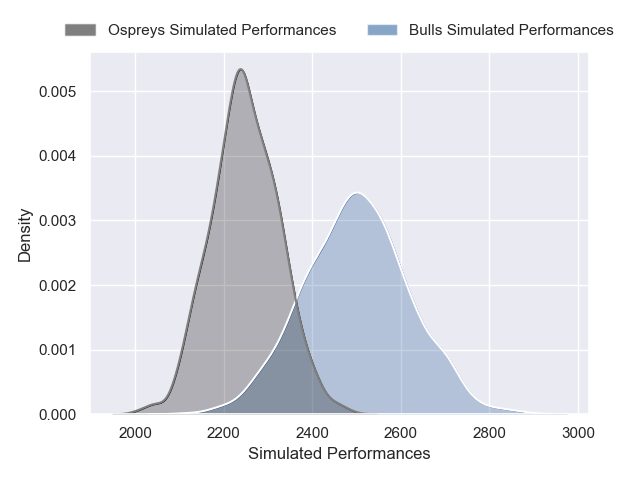 Ospreys Simulated Performances Bulls Simulated Performances
0.005
0.004
0.003
0.002
0.001
0.000
Density
2000 2200 2400 2600 2800 3000
Simulated Performances